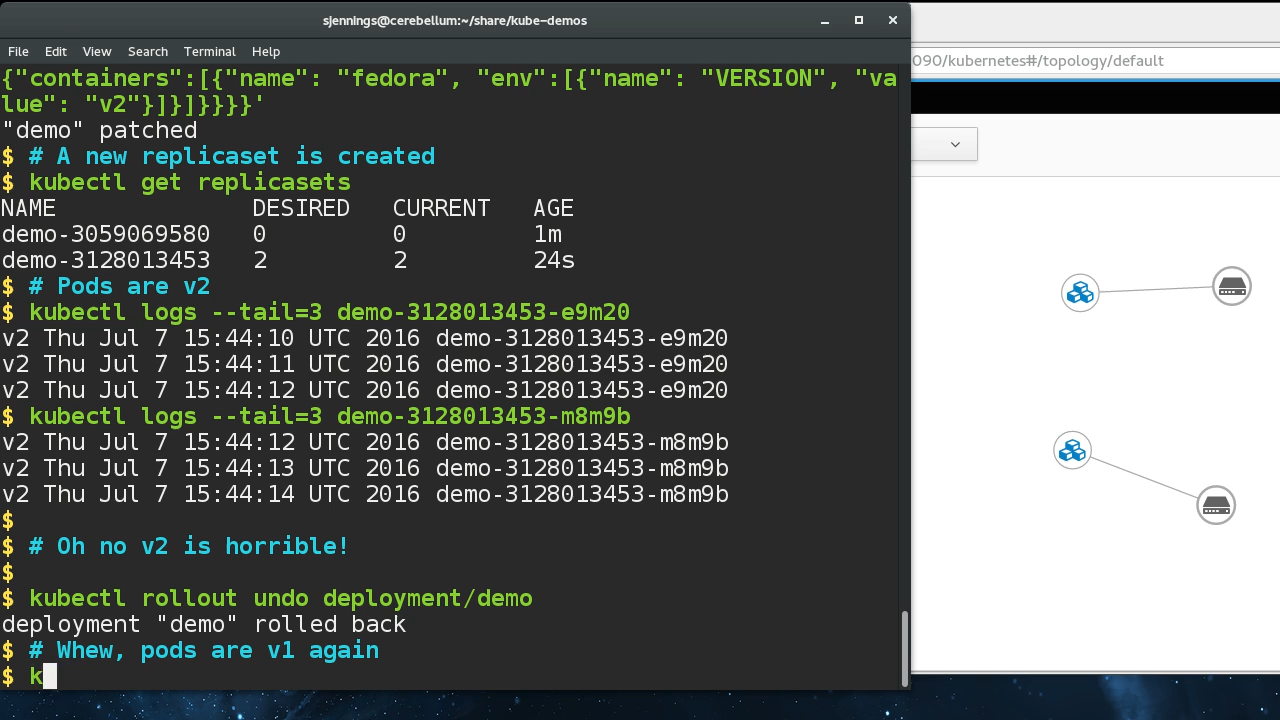 sjennings@cerebellum:~/share/kube-demos
File Edit View Search Terminal Help
{"containers":[{"name": "fedora", "env":[{"name": "VERSION", "va
lue": "v2"}]}]}}}}'
"demo" patched
$ # A new replicaset is created
$ kubectl get replicasets
NAME DESIRED CURRENT AGE
demo-3059069580 0 0 1m
demo-3128013453 2 2 24s
$ # Pods are v2
$ kubectl logs --tail=3 demo-3128013453-e9m20
v2 Thu Jul 7 15:44:10 UTC 2016 demo-3128013453-e9m20
v2 Thu Jul 7 15:44:11 UTC 2016 demo-3128013453-e9m20
v2 Thu Jul 7 15:44:12 UTC 2016 demo-3128013453-e9m20
$ kubectl logs --tail=3 demo-3128013453-m8m9b
v2 Thu Jul 7 15:44:12 UTC 2016 demo-3128013453-m8m9b
v2 Thu Jul 7 15:44:13 UTC 2016 demo-3128013453-m8m9b
v2 Thu Jul 7 15:44:14 UTC 2016 demo-3128013453-m8m9b
$
$ # Oh no v2 is horrible!
$
$ kubectl rollout undo deployment/demo
deployment "demo" rolled back
$ # Whew, pods are v1 again
$ k
090/kubernetes#/topology/default